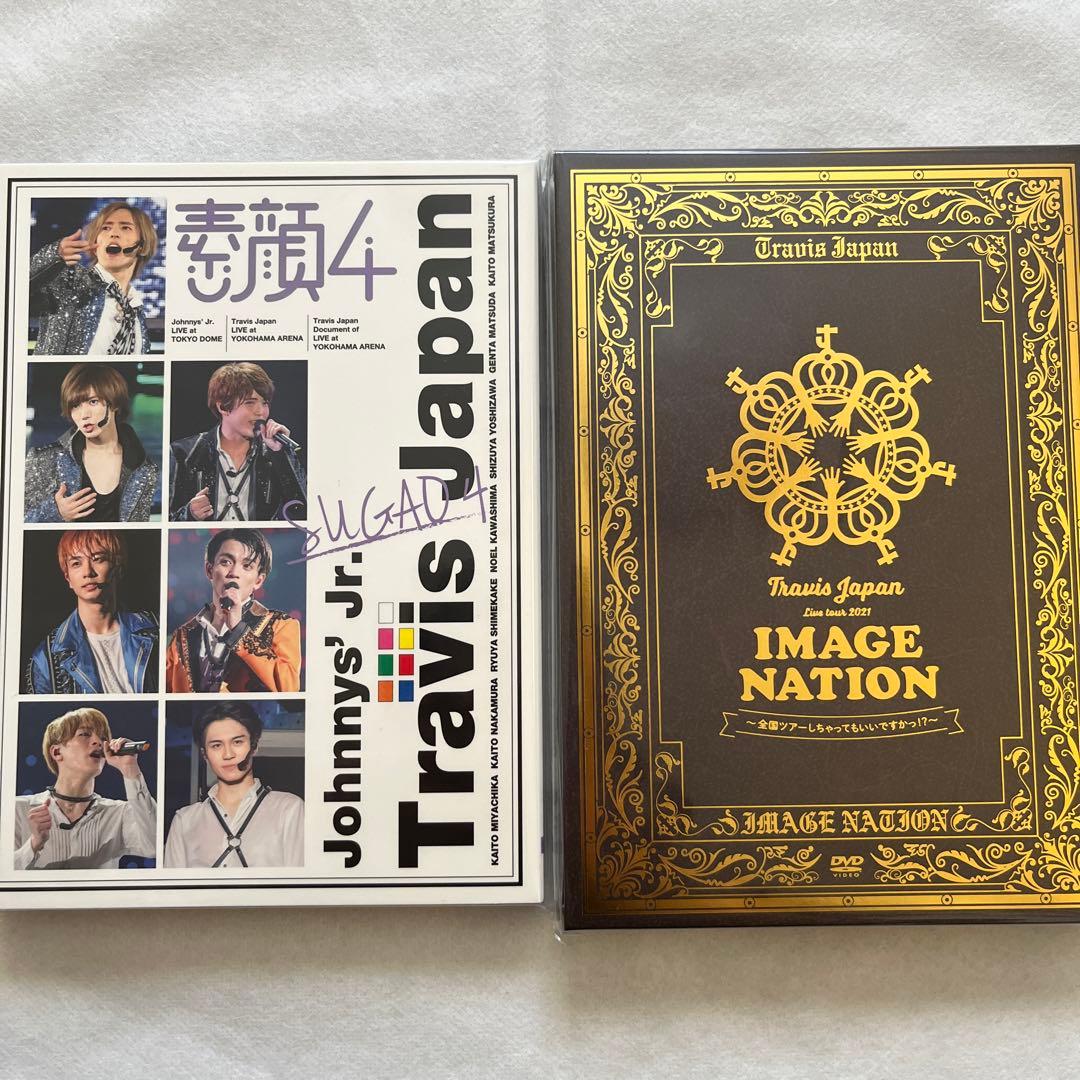 素顔4
Johnnys' Jr.
LIVE at
TOKYO DOME
Travis Japan
LIVE at
YOKOHAMA ARENA
Travis Japan
Document of
LIVE at
YOKOHAMA ARENA
SUGAO4
Johnnys' Jr.
Travis Japan
KAITO MIYACHIKA KAITO NAKAMURA RYUYA SHIMEKAKE NOEL KAWASHIMA SHIZUYA YOSHIZAWA GENTA MATSUDA KAITO MATSUKURA
Travis Japan
Travis Japan
Live tour 2021
IMAGE
NATION
～全国ツアーしちゃってもいいですかっ!?～
IMAGE NATION
DVD
VIDEO